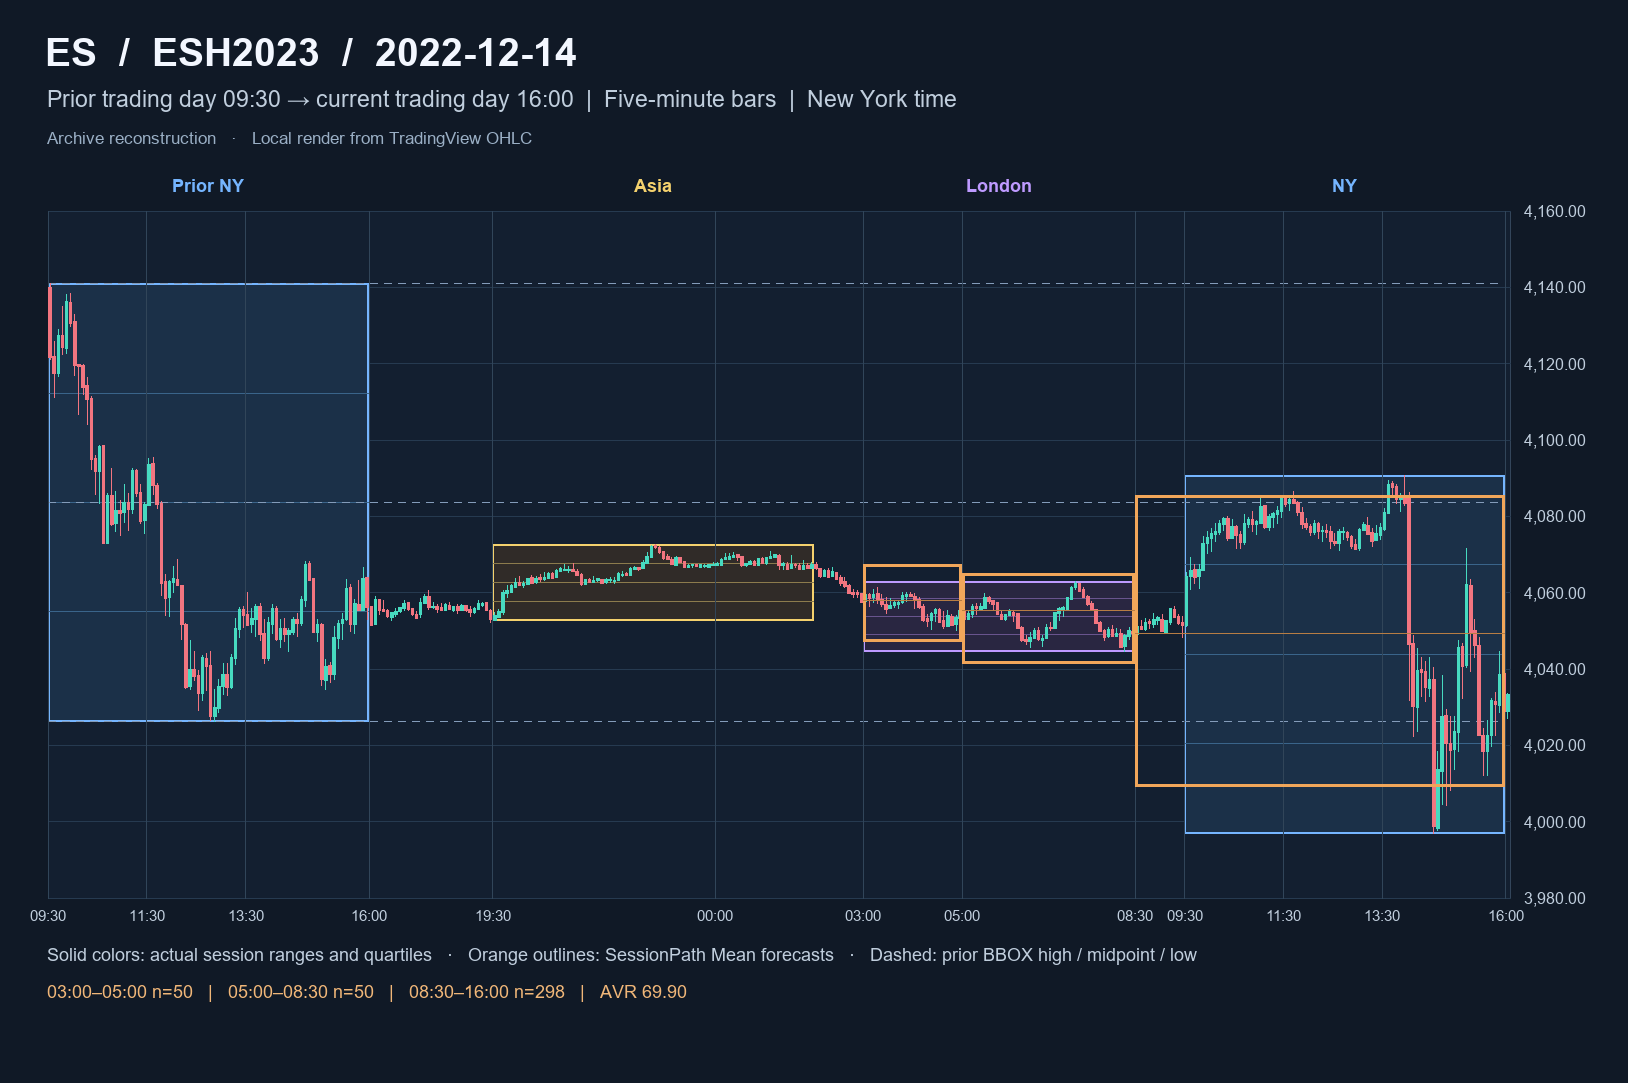 ES / ESH2023 / 2022-12-14
Prior trading day 09:30 → current trading day 16:00 | Five-minute bars | New York time
Archive reconstruction · Local render from TradingView OHLC
Prior NY Asia London NY
4,160.00
4,140.00
4,120.00
4,100.00
4,080.00
4,060.00
4,040.00
4,020.00
4,000.00
3,980.00
09:30 11:30 13:30 16:00 19:30 00:00 03:00 05:00 08:30 09:30 11:30 13:30 16:00
Solid colors: actual session ranges and quartiles · Orange outlines: SessionPath Mean forecasts · Dashed: prior BBOX high / midpoint / low
03:00–05:00 n=50 | 05:00–08:30 n=50 | 08:30–16:00 n=298 | AVR 69.90